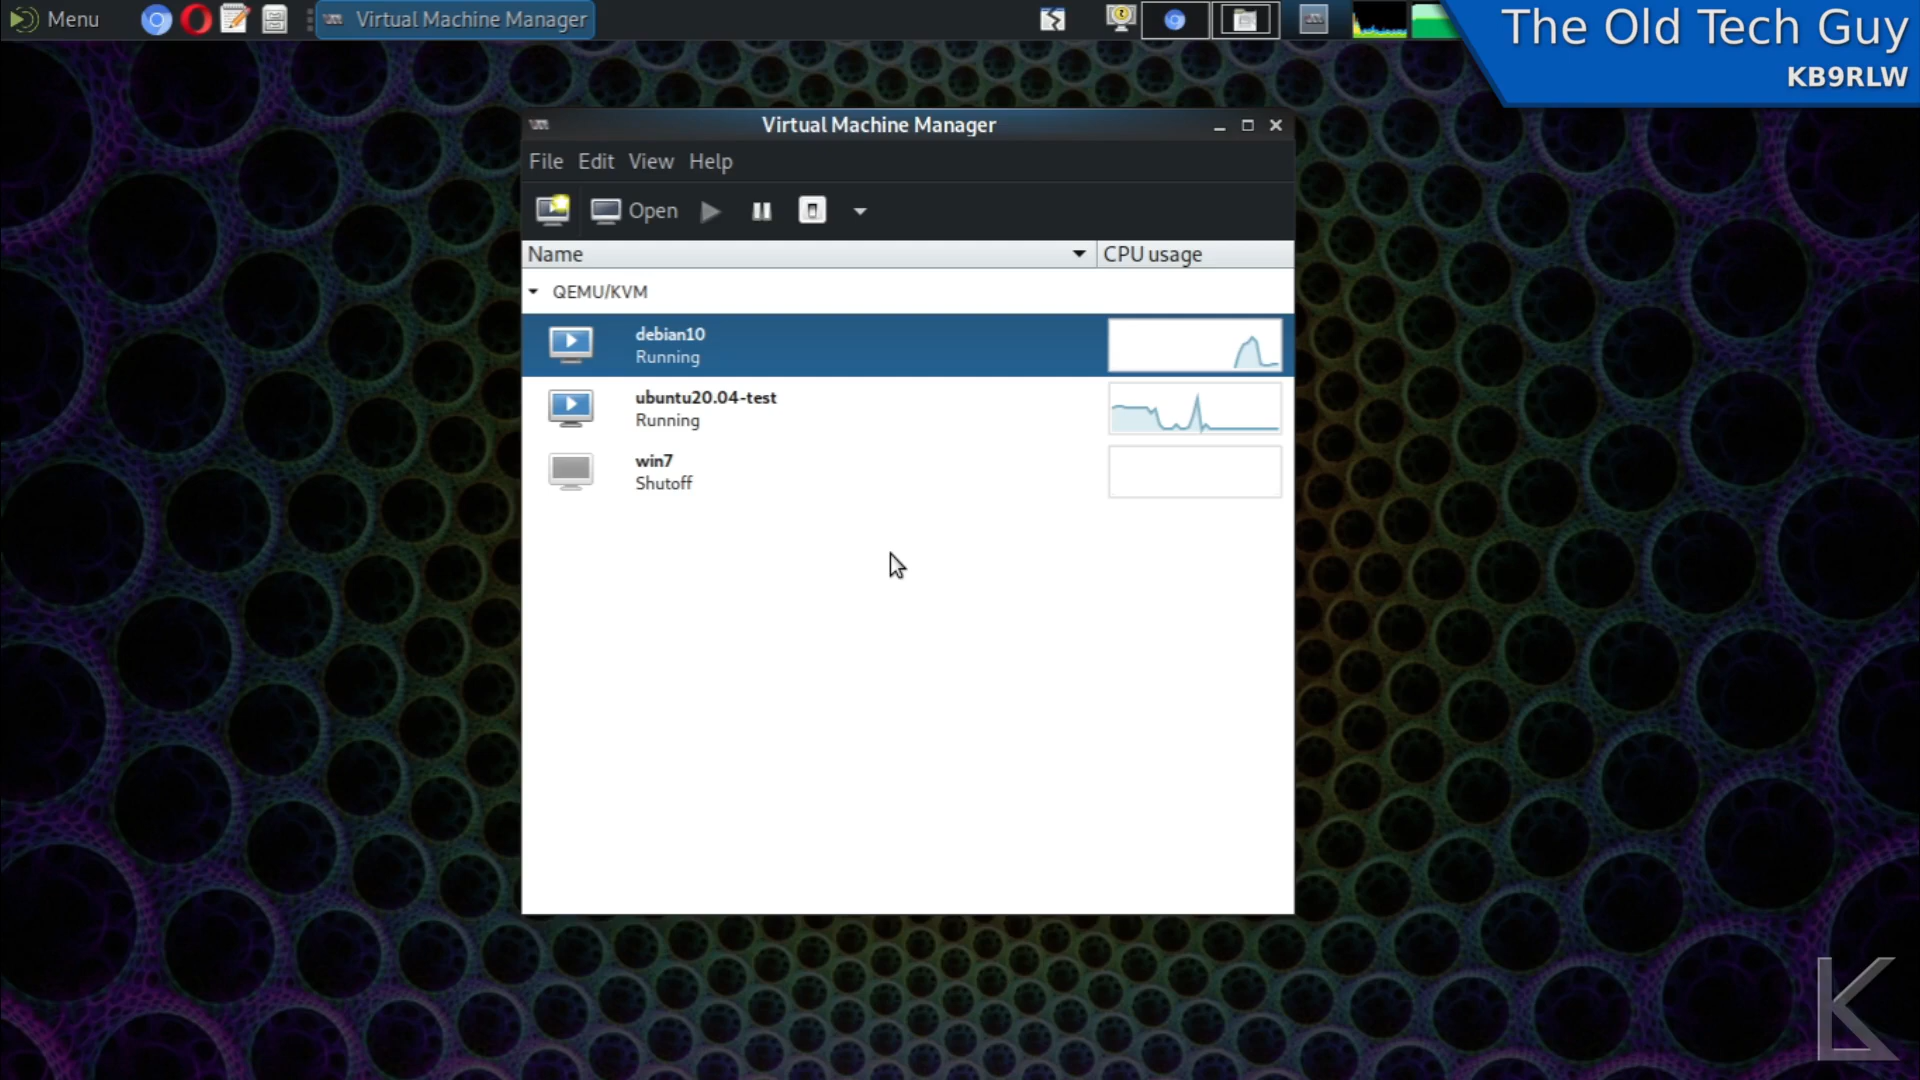 Menu
Virtual Machine Manager
The Old Tech Guy
KB9RLW
Virtual Machine Manager
File Edit View Help
Open
Name CPU usage
QEMU/KVM
debian10
Running
ubuntu20.04-test
Running
win7
Shutoff
K